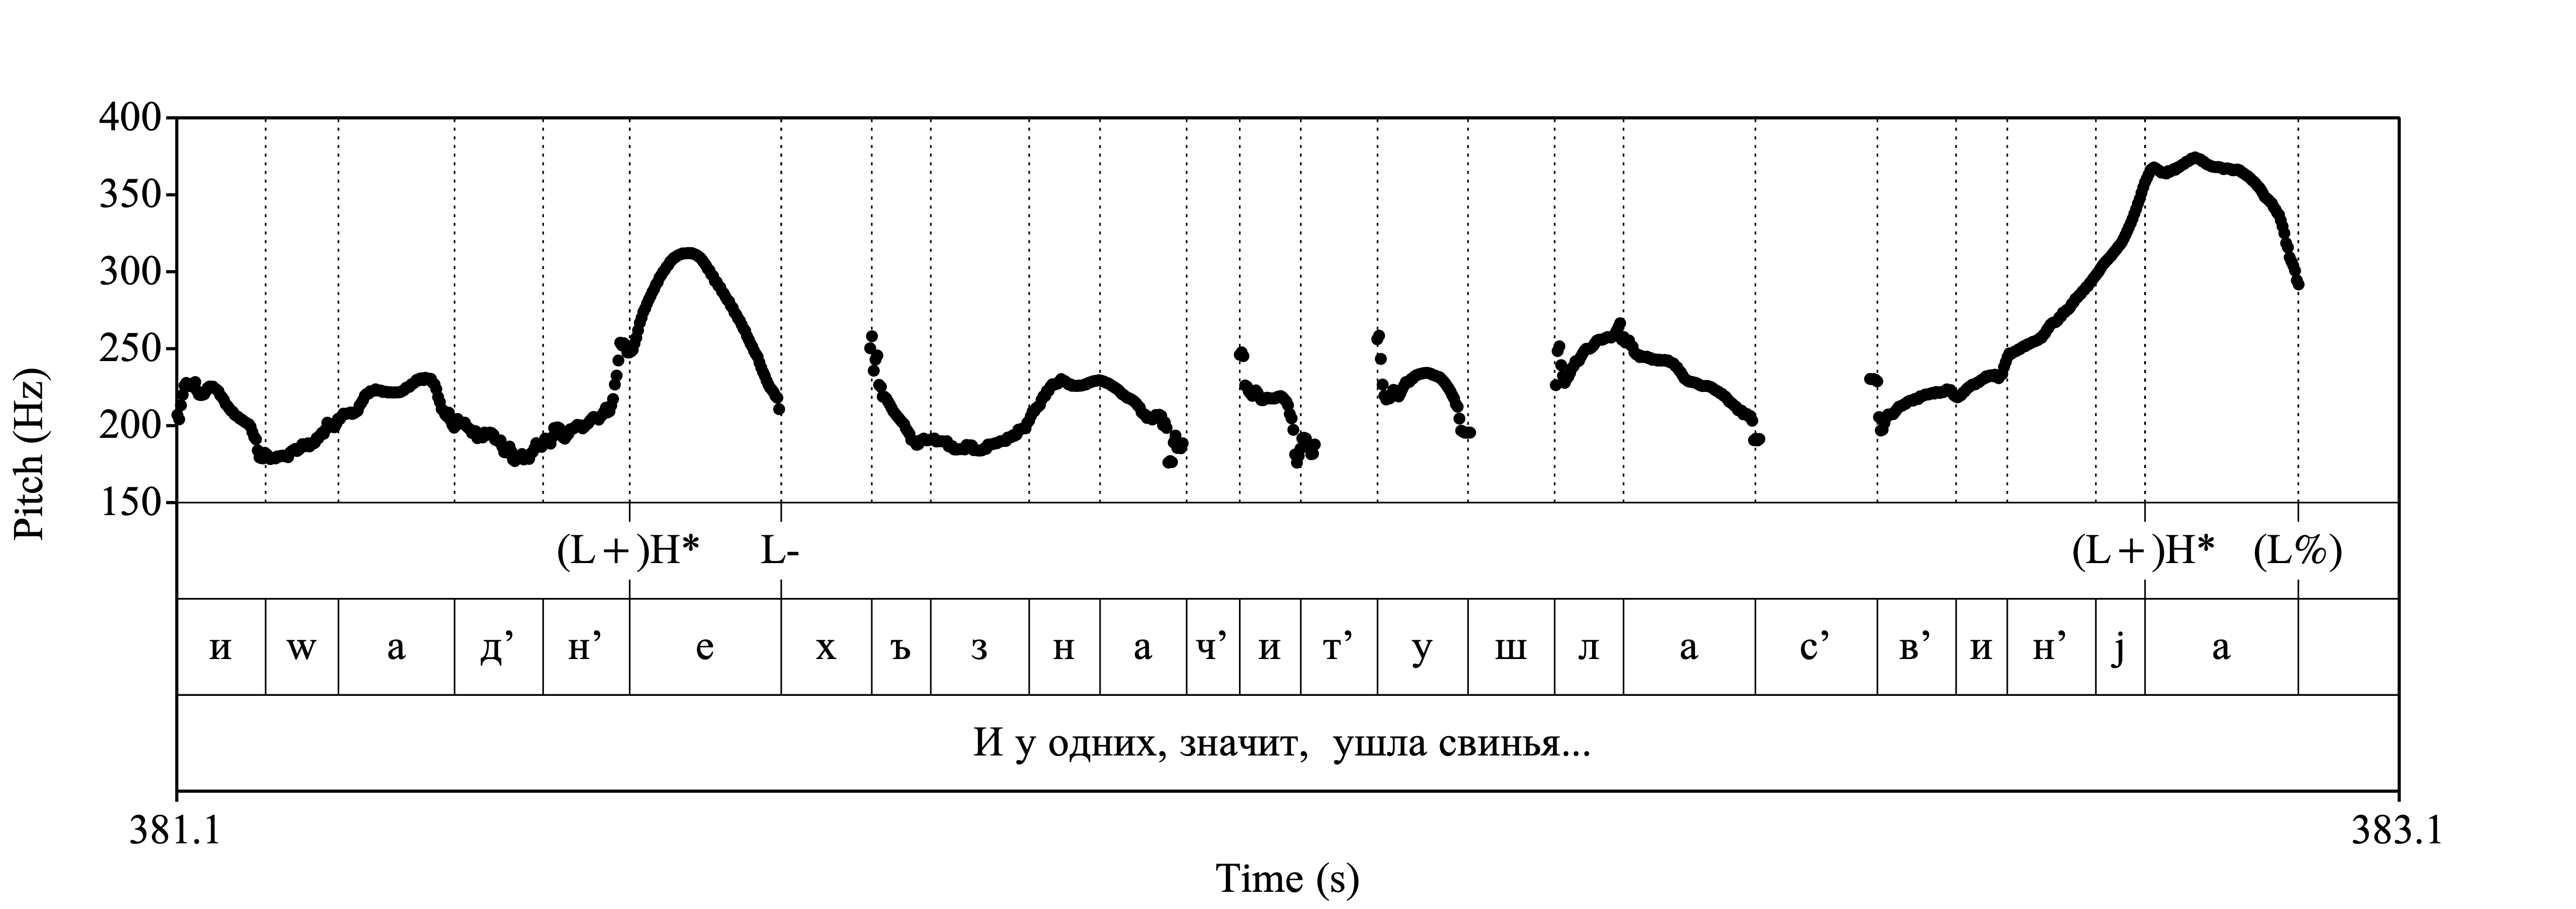 400
350
300
250
200
150
Pitch (Hz)
(L+)H* L- (L+)H* (L%)
и w а д’ н’ е х ъ з н а ч’ и т’ у ш л а с’ в’ и н’ j а
И у одних, значит, ушла свинья...
381.1 383.1
Time (s)